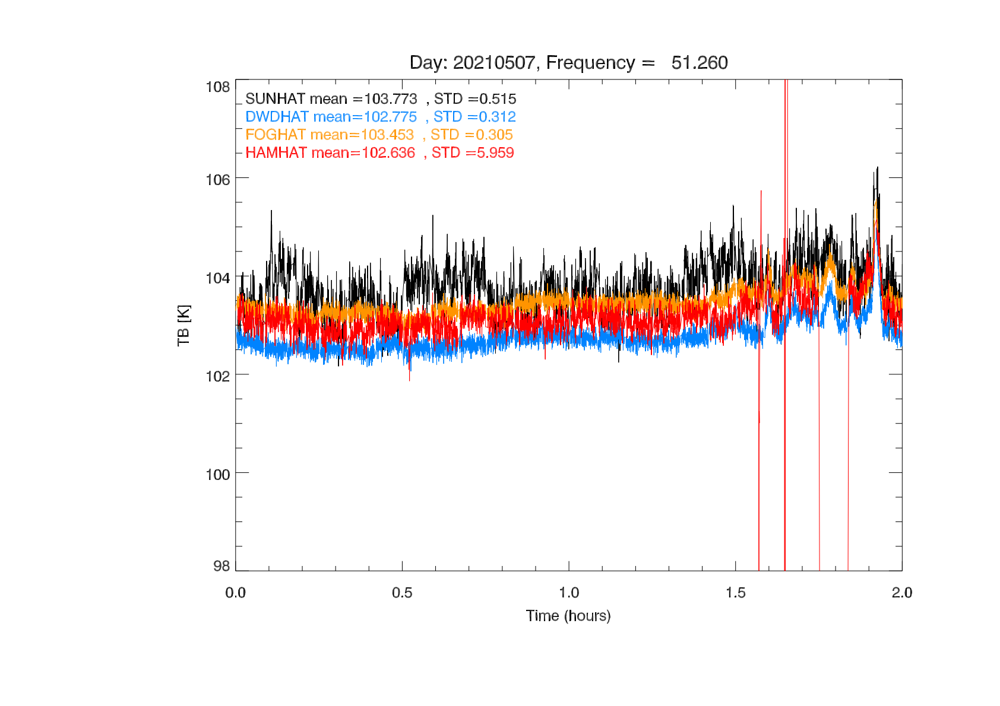 Day: 20210507, Frequency = 51.260
SUNHAT mean =103.773 , STD =0.515
DWDHAT mean=102.775 , STD =0.312
FOGHAT mean=103.453 , STD =0.305
HAMHAT mean=102.636 , STD =5.959
108
106
104
102
100
98
TB [K]
0.0 0.5 1.0 1.5 2.0
Time (hours)